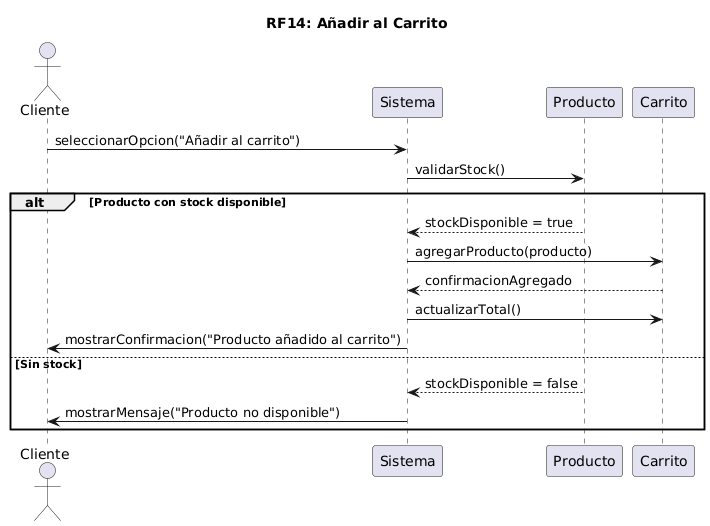 RF14: Añadir al Carrito
Cliente
Sistema
Producto
Carrito
seleccionarOpcion("Añadir al carrito")
validarStock()
alt
[Producto con stock disponible]
stockDisponible = true
agregarProducto(producto)
confirmacionAgregado
actualizarTotal()
mostrarConfirmacion("Producto añadido al carrito")
[Sin stock]
stockDisponible = false
mostrarMensaje("Producto no disponible")
Cliente
Sistema
Producto
Carrito